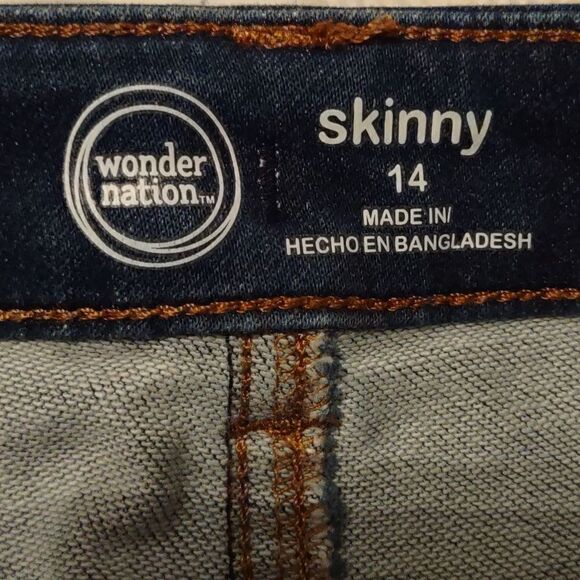 wonder
nation™
skinny
14
MADE IN/
HECHO EN BANGLADESH